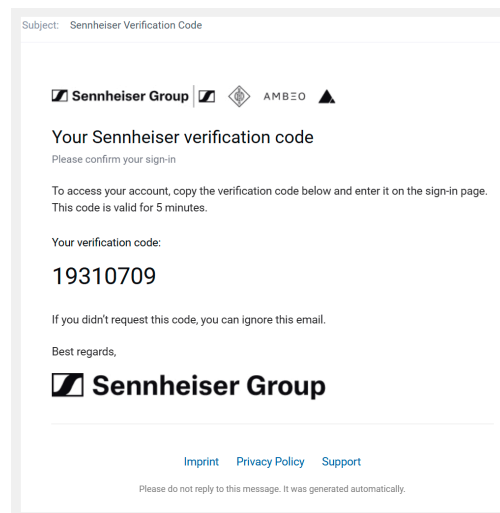 Subject: Sennheiser Verification Code
Sennheiser Group AMBEO
Your Sennheiser verification code
Please confirm your sign-in
To access your account, copy the verification code below and enter it on the sign-in page.
This code is valid for 5 minutes.
Your verification code:
19310709
If you didn't request this code, you can ignore this email.
Best regards,
Sennheiser Group
Imprint Privacy Policy Support
Please do not reply to this message. It was generated automatically.